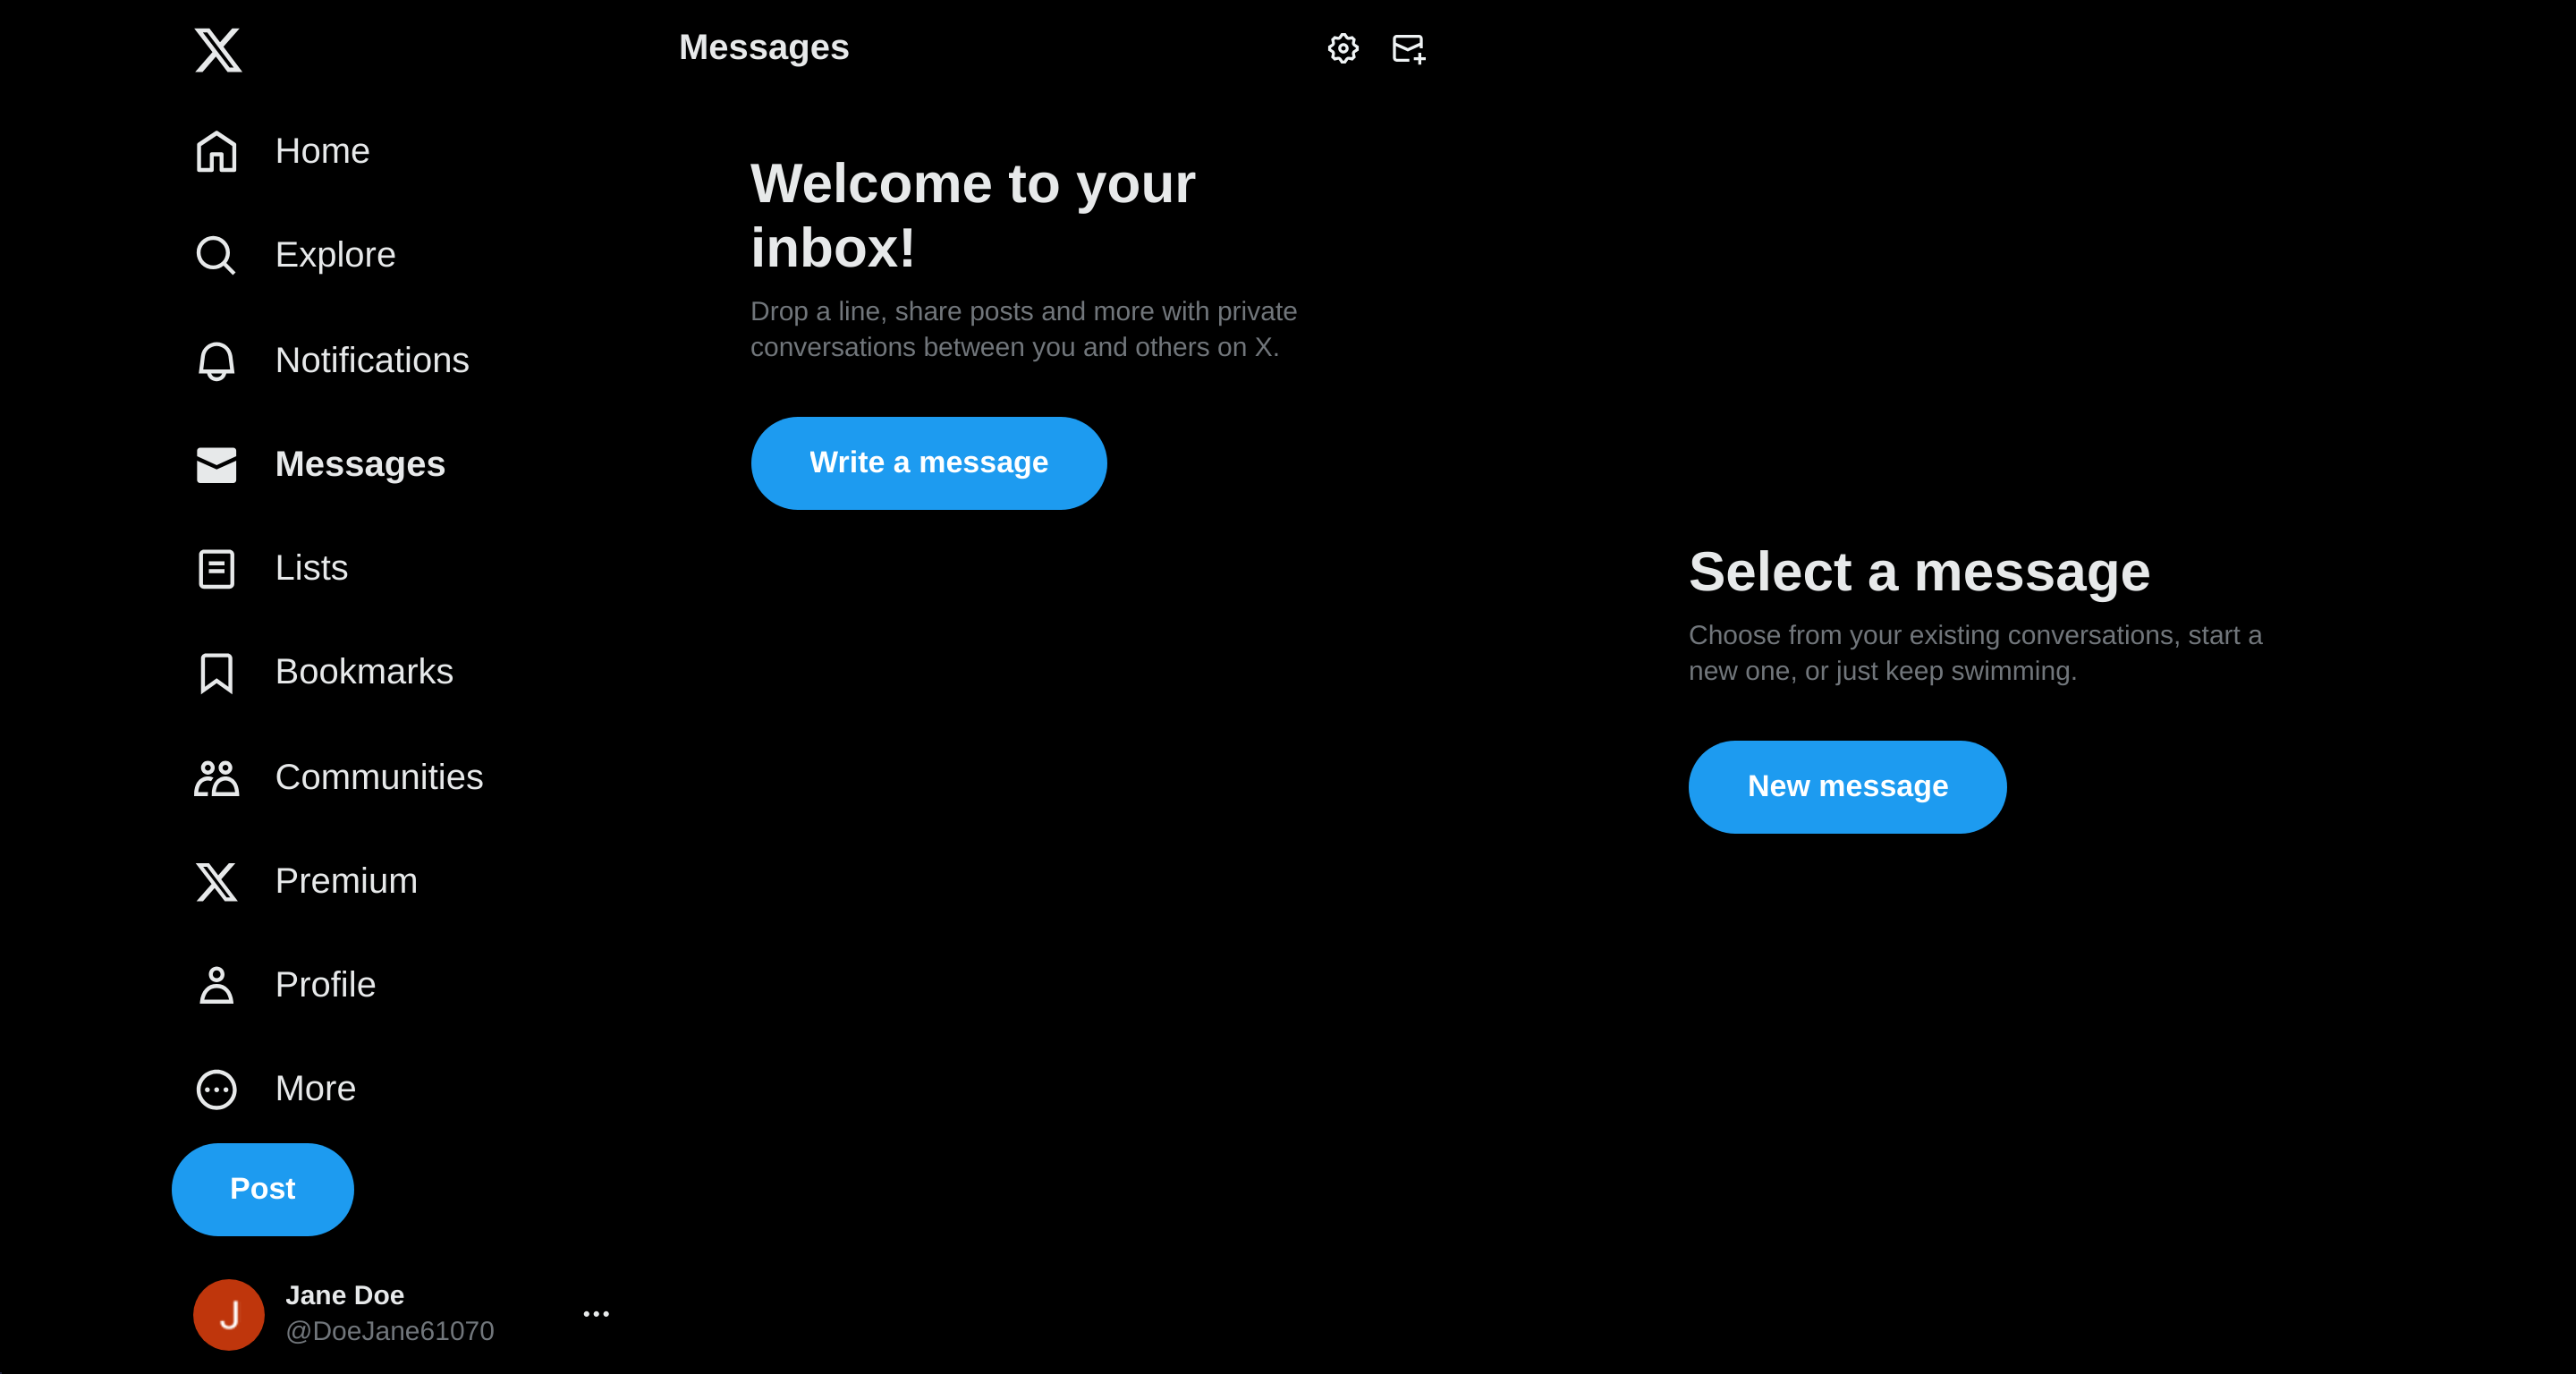 Home
Explore
Notifications
Messages
Lists
Bookmarks
Communities
Premium
Profile
More
Post
J
Jane Doe
@DoeJane61070
Messages
Welcome to your
inbox!
Drop a line, share posts and more with private
conversations between you and others on X.
Write a message
Select a message
Choose from your existing conversations, start a
new one, or just keep swimming.
New message